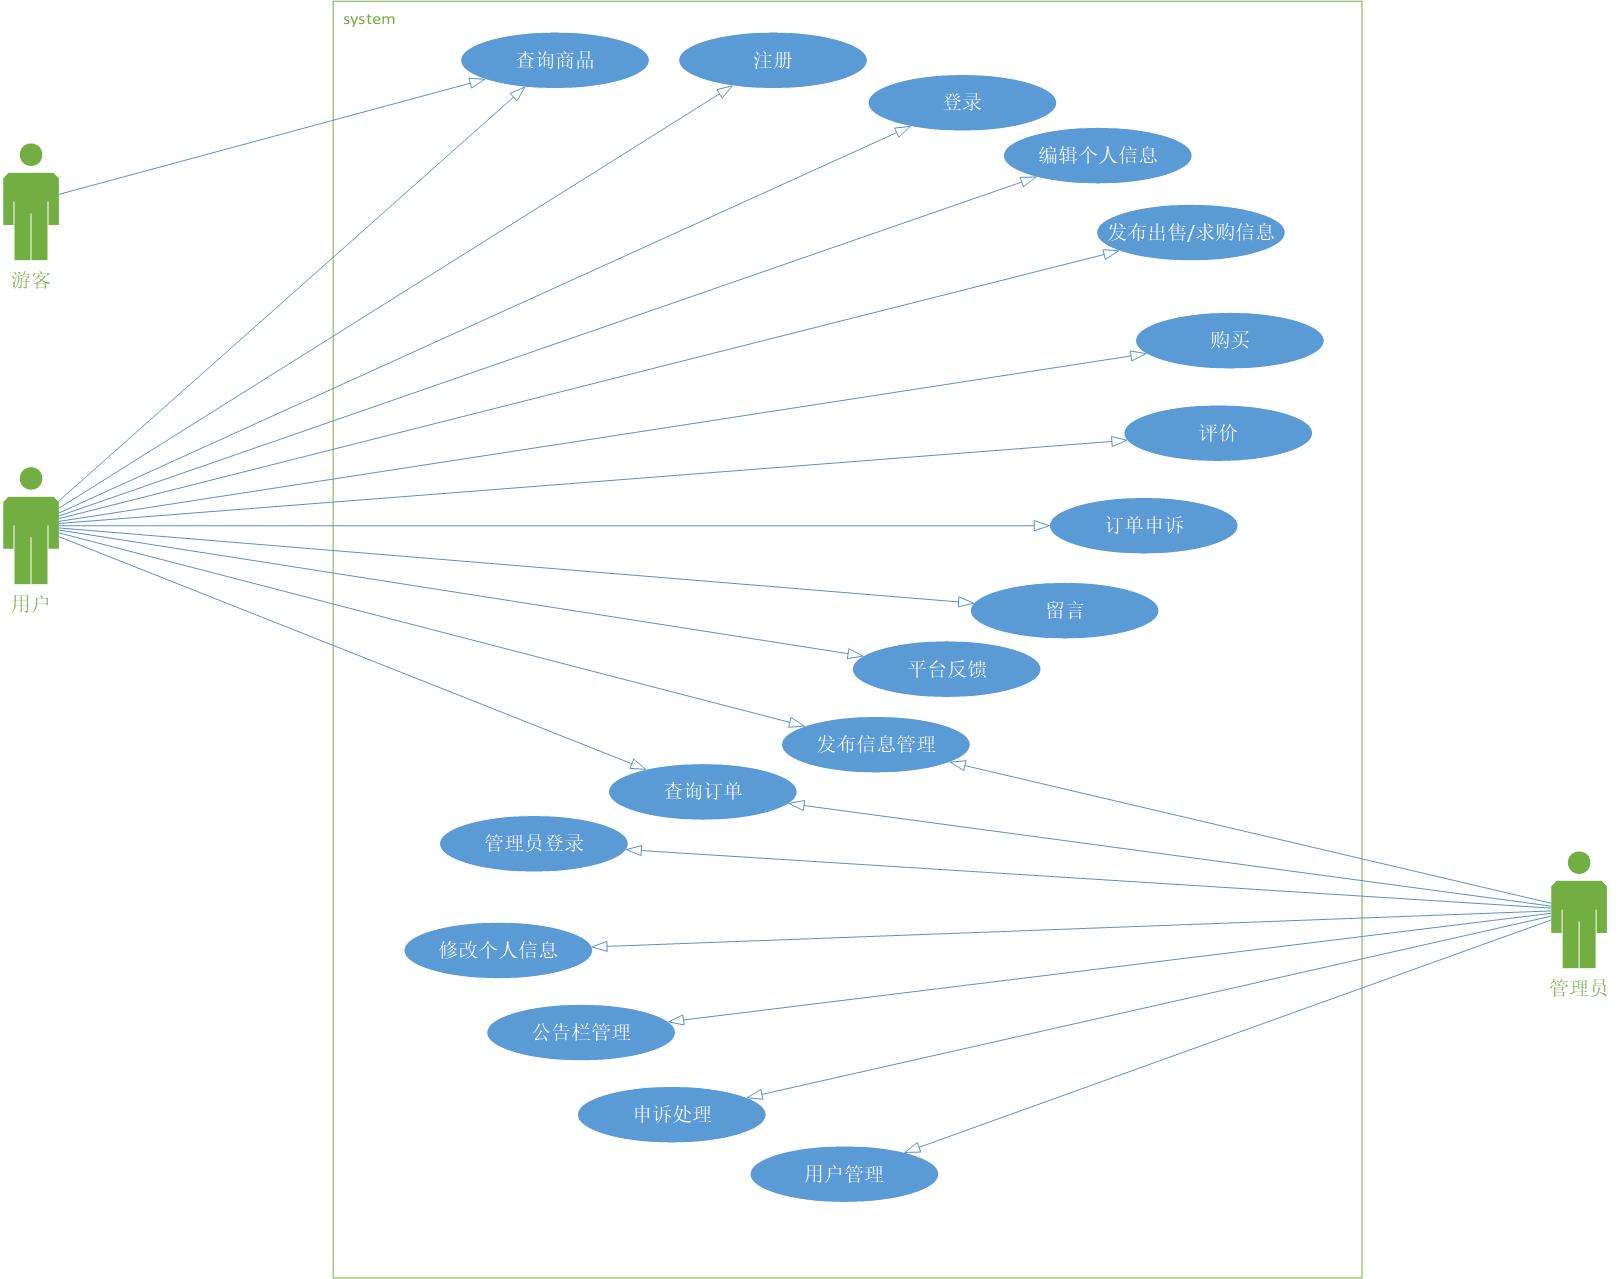 system
查询商品
注册
登录
编辑个人信息
发布出售/求购信息
游客
购买
评价
订单申诉
用户
留言
平台反馈
发布信息管理
查询订单
管理员登录
修改个人信息
管理员
公告栏管理
申诉处理
用户管理